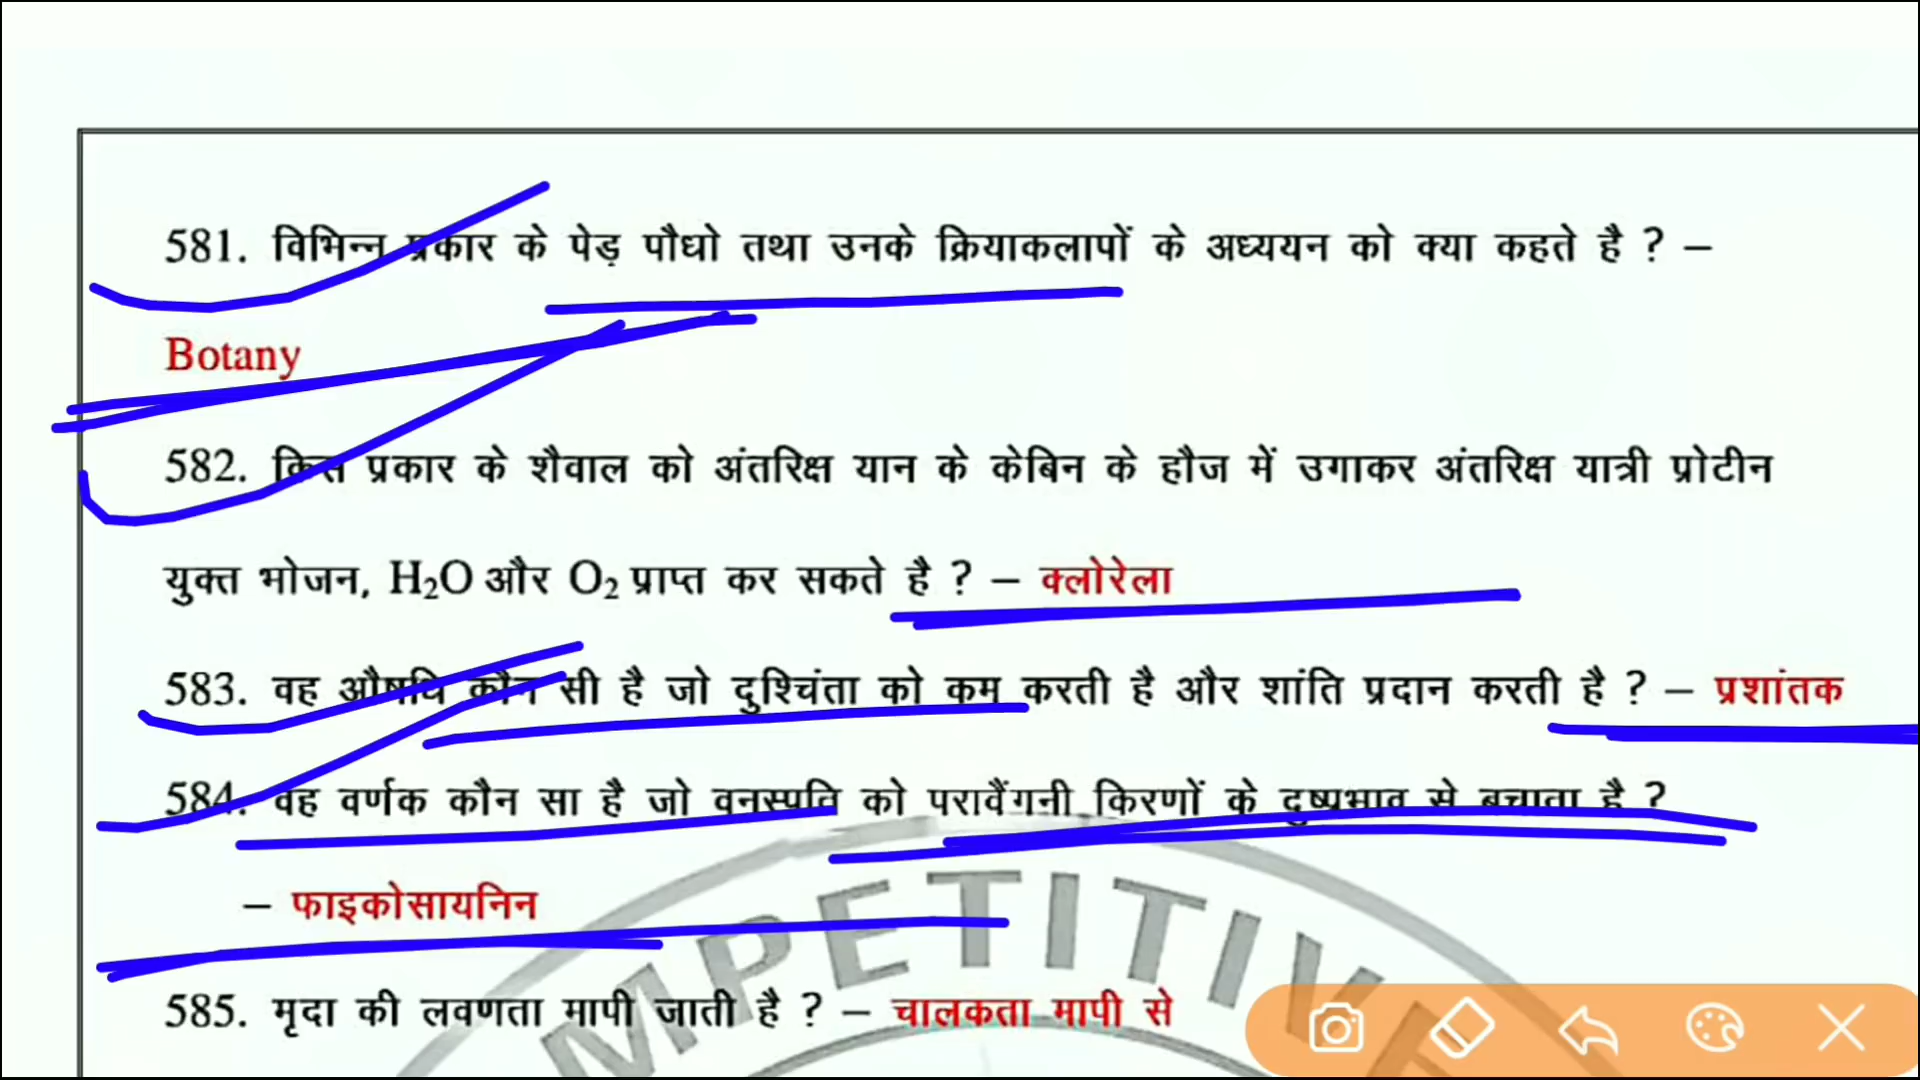 581. विभिन्न प्रकार के पेड़ पौधो तथा उनके क्रियाकलापों के अध्ययन को क्या कहते है ? –
Botany
582. किस प्रकार के शैवाल को अंतरिक्ष यान के केबिन के हौज में उगाकर अंतरिक्ष यात्री प्रोटीन
युक्त भोजन, H₂O और O₂ प्राप्त कर सकते है ? – क्लोरेला
583. वह औषधि कौन सी है जो दुश्चिंता को कम करती है और शांति प्रदान करती है ? – प्रशांतक
584. वह वर्णक कौन सा है जो वनस्पति को परावैंगनी किरणों के दुष्प्रभाव से बचाता है ?
– फाइकोसायनिन
MPETITIVE
585. मृदा की लवणता मापी जाती है ? – चालकता मापी से